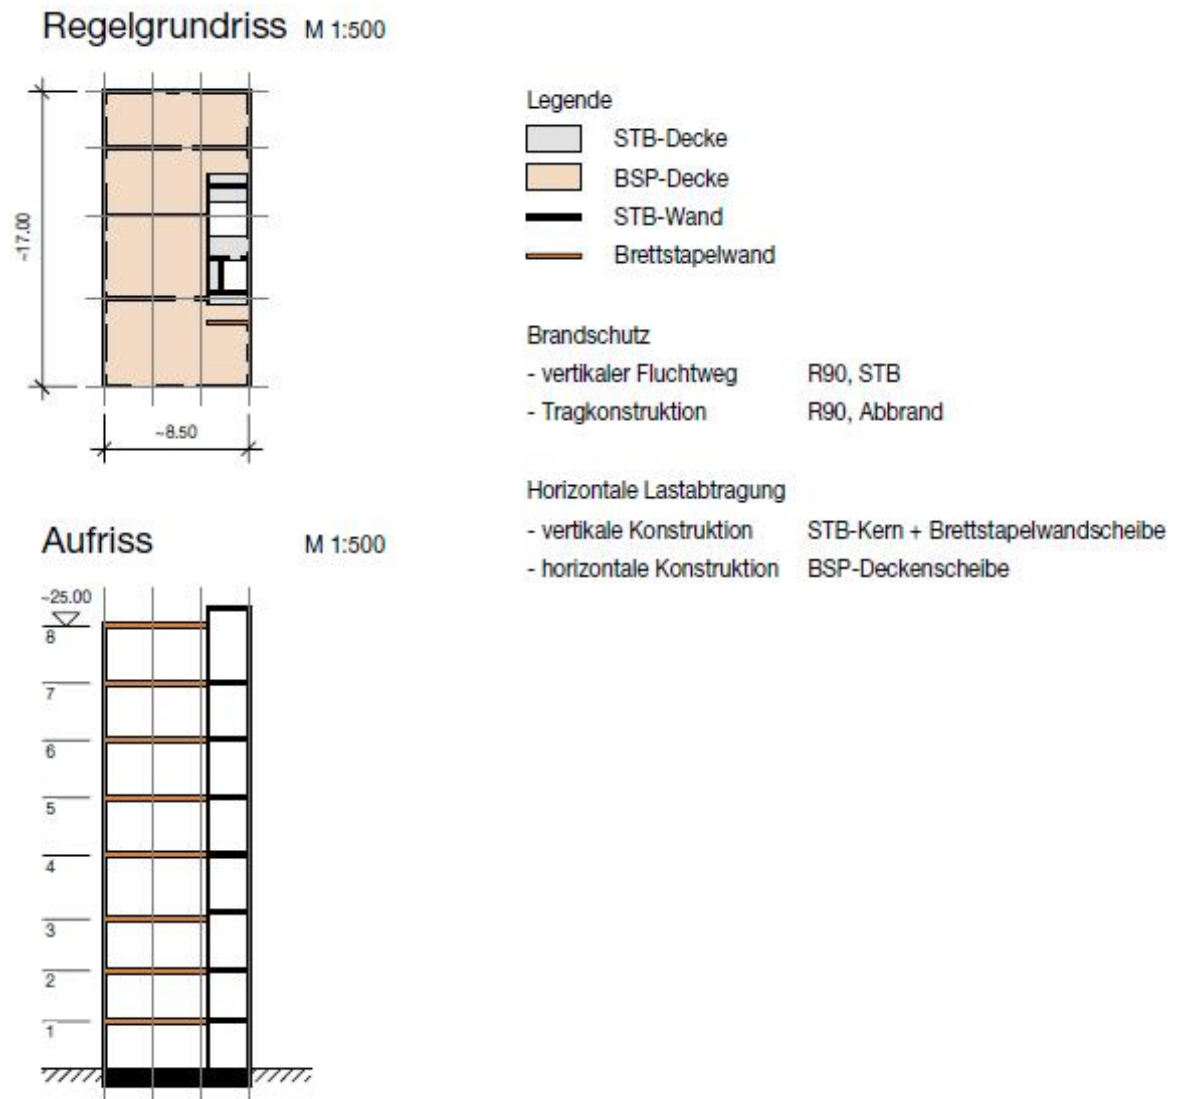 Regelgrundriss M 1:500
~17.00
~8.50
Legende
STB-Decke
BSP-Decke
STB-Wand
Brettstapelwand
Brandschutz
- vertikaler Fluchtweg R90, STB
- Tragkonstruktion R90, Abbrand
Horizontale Lastabtragung
- vertikale Konstruktion STB-Kern + Brettstapelwandscheibe
- horizontale Konstruktion BSP-Deckenscheibe
Aufriss M 1:500
~25.00
8
7
6
5
4
3
2
1